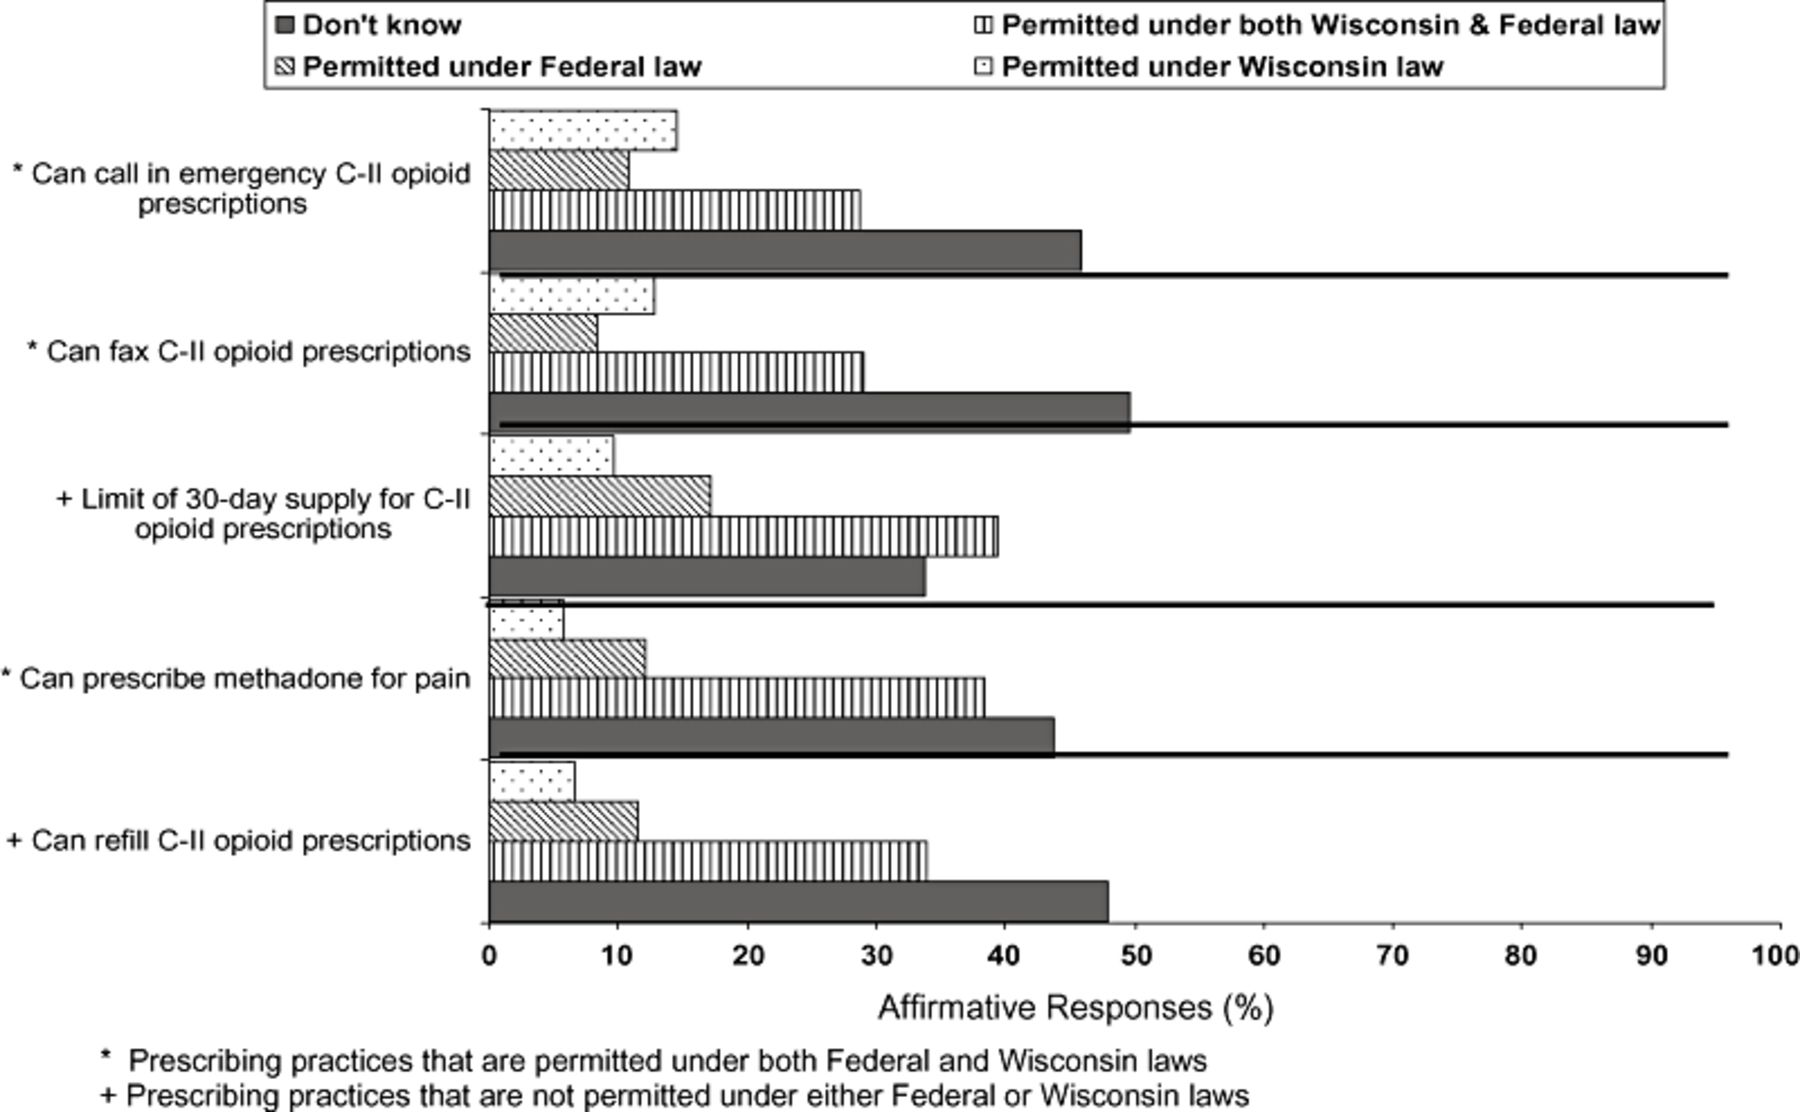 Don't know
Permitted under both Wisconsin & Federal law
Permitted under Federal law
Permitted under Wisconsin law
* Can call in emergency C-II opioid
prescriptions
* Can fax C-II opioid prescriptions
+ Limit of 30-day supply for C-II
opioid prescriptions
* Can prescribe methadone for pain
+ Can refill C-II opioid prescriptions
0 10 20 30 40 50 60 70 80 90 100
Affirmative Responses (%)
* Prescribing practices that are permitted under both Federal and Wisconsin laws
+ Prescribing practices that are not permitted under either Federal or Wisconsin laws